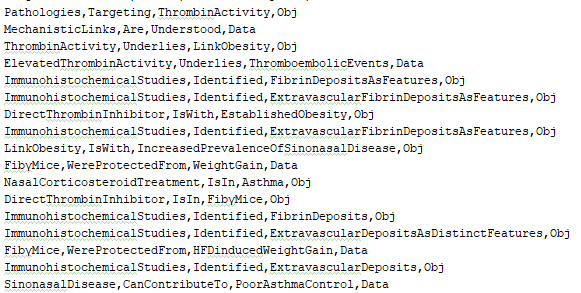 Pathologies,Targeting,ThrombinActivity,Obj
MechanisticLinks,Are,Understood,Data
ThrombinActivity,Underlies,LinkObesity,Obj
ElevatedThrombinActivity,Underlies,ThromboembolicEvents,Data
ImmunohistochemicalStudies,Identified,FibrinDepositsAsFeatures,Obj
ImmunohistochemicalStudies,Identified,ExtravascularFibrinDepositsAsFeatures,Obj
DirectThrombinInhibitor,IsWith,EstablishedObesity,Obj
ImmunohistochemicalStudies,Identified,ExtravascularFibrinDepositsAsFeatures,Obj
LinkObesity,IsWith,IncreasedPrevalenceOfSinonasalDisease,Obj
FibyMice,WereProtectedFrom,WeightGain,Data
NasalCorticosteroidTreatment,IsIn,Asthma,Obj
DirectThrombinInhibitor,IsIn,FibyMice,Obj
ImmunohistochemicalStudies,Identified,FibrinDeposits,Obj
ImmunohistochemicalStudies,Identified,ExtravascularDepositsAsDistinctFeatures,Obj
FibyMice,WereProtectedFrom,HFDinducedWeightGain,Data
ImmunohistochemicalStudies,Identified,ExtravascularDeposits,Obj
SinonasalDisease,CanContributeTo,PoorAsthmaControl,Data